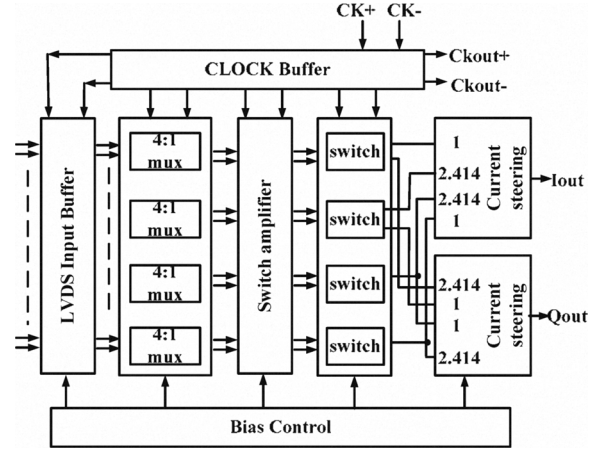 CK+ CK-
CLOCK Buffer
Ckout+
Ckout-
LVDS Input Buffer
4:1
mux
4:1
mux
4:1
mux
4:1
mux
Switch amplifier
switch
switch
switch
switch
1
2.414
2.414
1
Current
steering
Iout
2.414
1
1
2.414
Current
steering
Qout
Bias Control